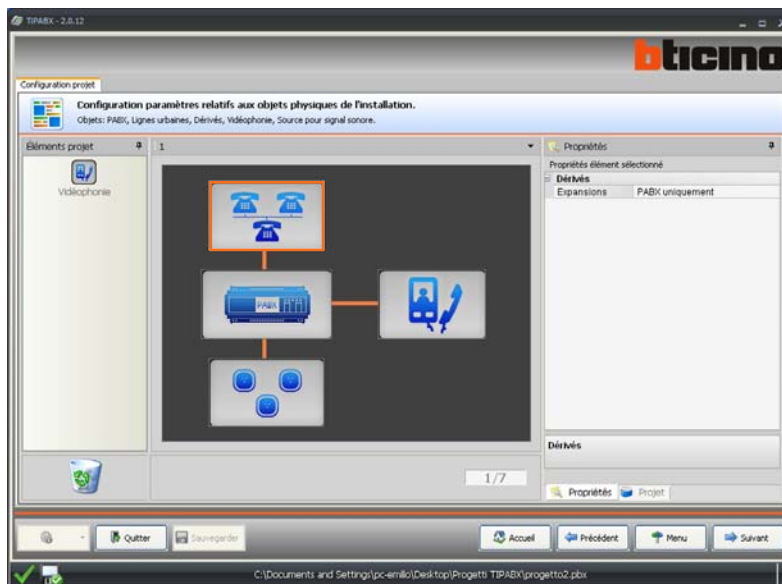 TiPABX - 2.0.12
bticino
Configuration projet
Configuration paramètres relatifs aux objets physiques de l'installation.
Objets: PABX, Lignes urbaines, Dérivés, Vidéophonie, Source pour signal sonore.
Éléments projet
Vidéophonie
1
PABX
1/7
Propriétés
Propriétés élément sélectionné
Dérivés
Expansions PABX uniquement
Dérivés
Propriétés Projet
Quitter Sauvegarder Accueil Précédent Menu Suivant
C:\Documents and Settings\pc-emilio\Desktop\Progetti TIPABX\progetto2.pbx